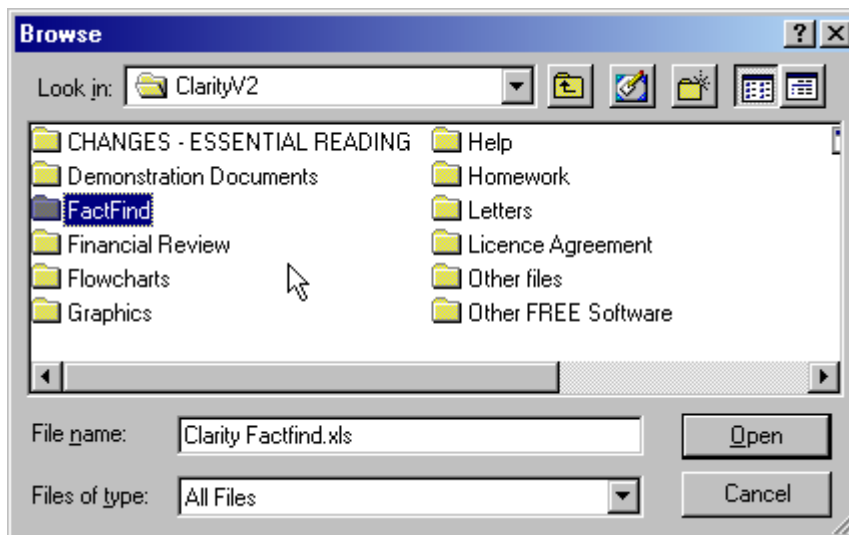 Browse
Look in: ClarityV2
CHANGES - ESSENTIAL READING
Demonstration Documents
FactFind
Financial Review
Flowcharts
Graphics
Help
Homework
Letters
Licence Agreement
Other files
Other FREE Software
File name: Clarity Factfind.xls Open
Files of type: All Files Cancel